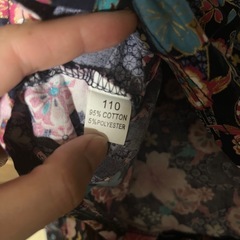 110
95% COTTON
5% POLYESTER